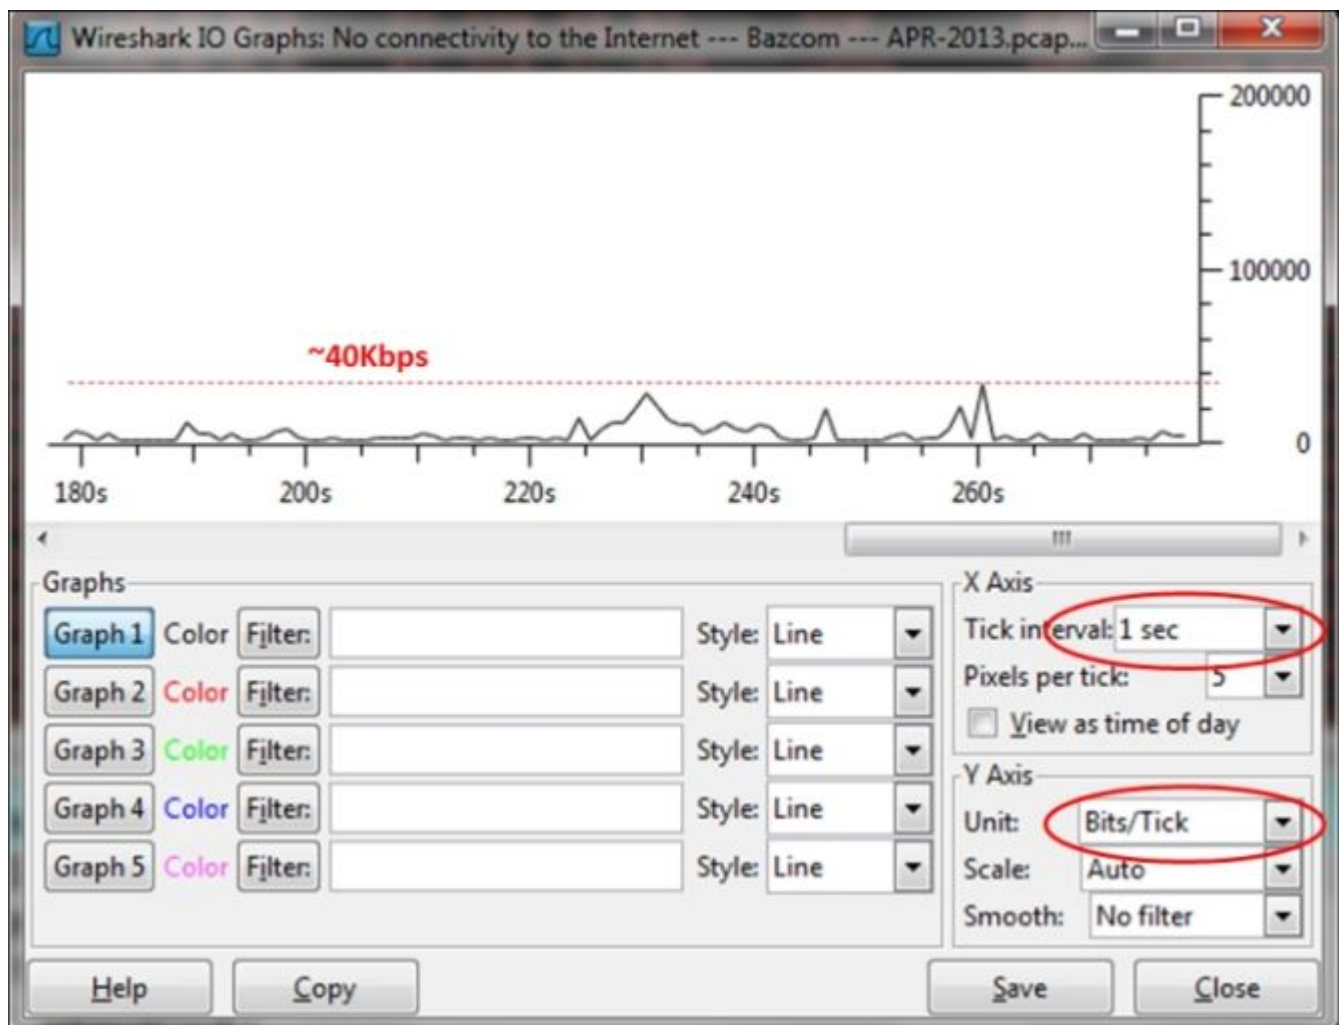 Wireshark IO Graphs: No connectivity to the Internet --- Bazcom --- APR-2013.pcap...
200000
100000
~40Kbps
0
180s 200s 220s 240s 260s
Graphs
Graph 1 Color Filter: Style: Line
Graph 2 Color Filter: Style: Line
Graph 3 Color Filter: Style: Line
Graph 4 Color Filter: Style: Line
Graph 5 Color Filter: Style: Line
X Axis
Tick interval: 1 sec
Pixels per tick: 5
View as time of day
Y Axis
Unit: Bits/Tick
Scale: Auto
Smooth: No filter
Help Copy Save Close